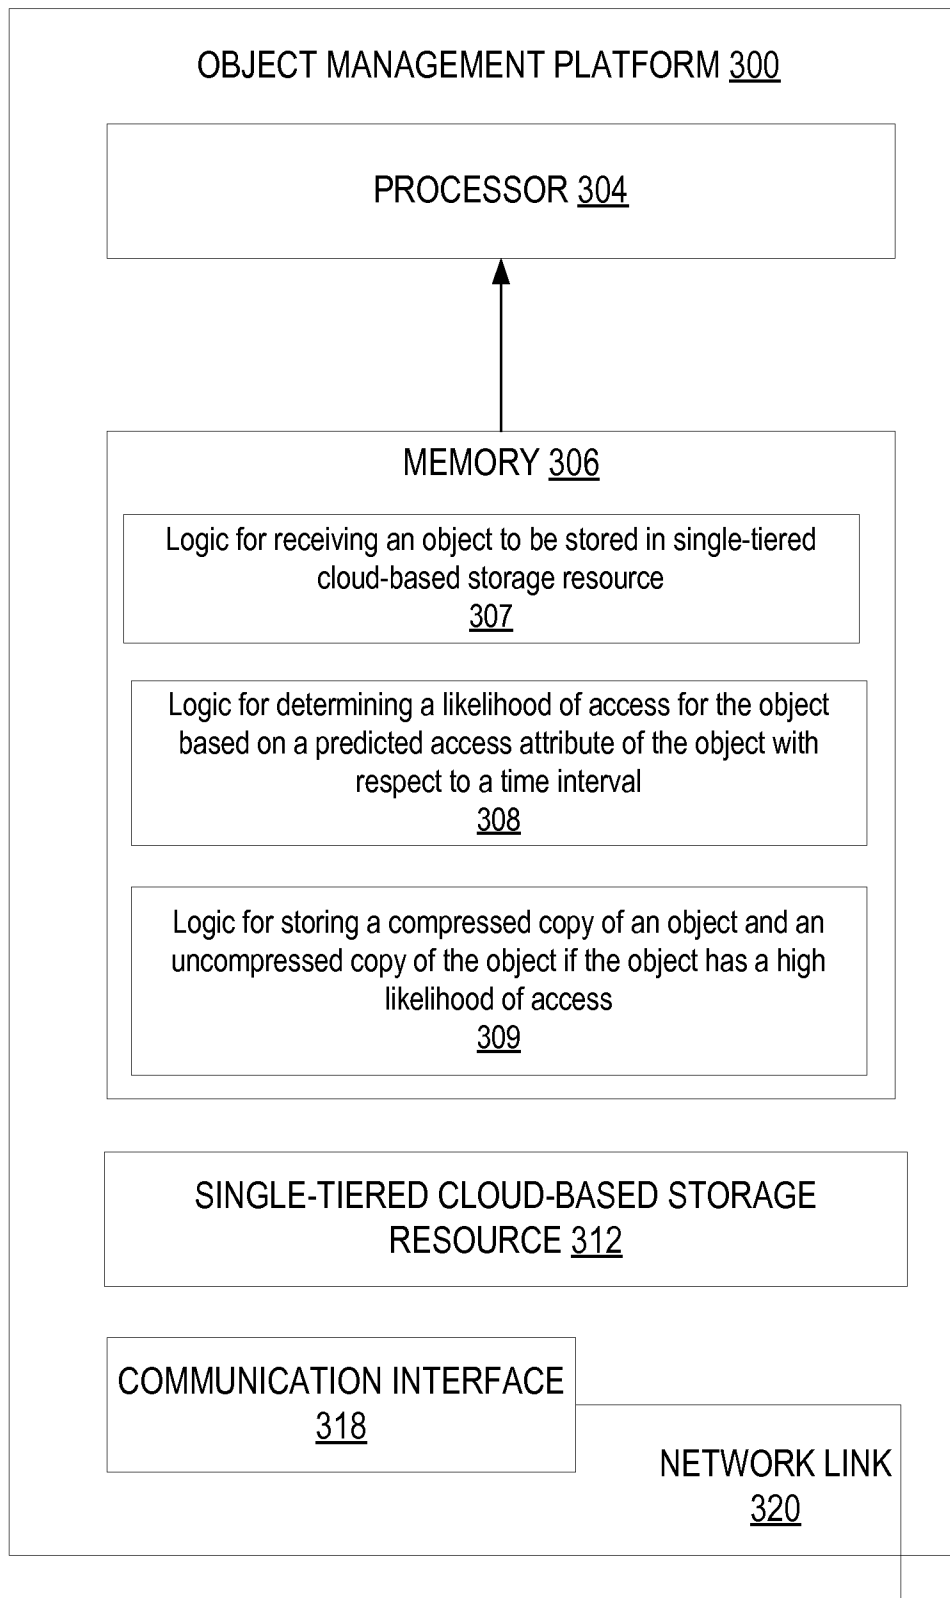 OBJECT MANAGEMENT PLATFORM 300
PROCESSOR 304
MEMORY 306
Logic for receiving an object to be stored in single-tiered
cloud-based storage resource
307
Logic for determining a likelihood of access for the object
based on a predicted access attribute of the object with
respect to a time interval
308
Logic for storing a compressed copy of an object and an
uncompressed copy of the object if the object has a high
likelihood of access
309
SINGLE-TIERED CLOUD-BASED STORAGE
RESOURCE 312
COMMUNICATION INTERFACE
318
NETWORK LINK
320